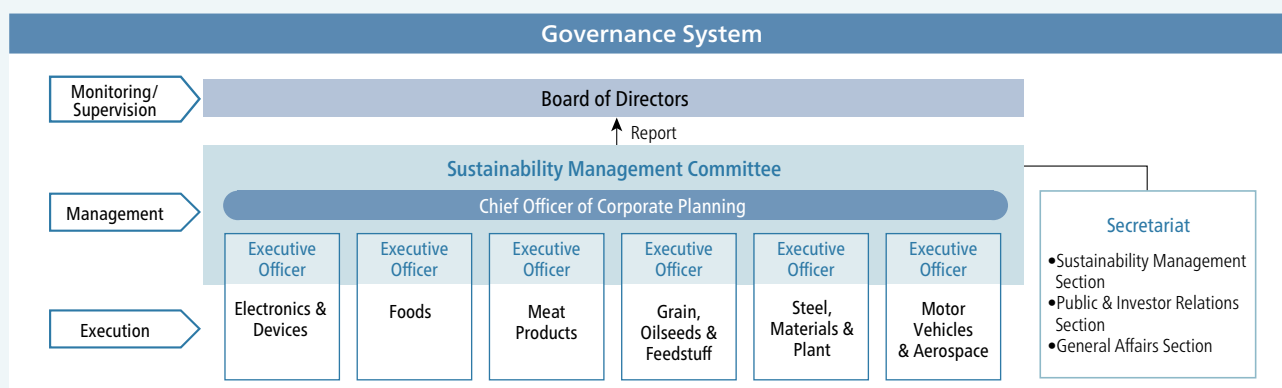 Governance System
Monitoring/
Supervision
Board of Directors
Report
Sustainability Management Committee
Management
Chief Officer of Corporate Planning
Executive
Officer
Executive
Officer
Executive
Officer
Executive
Officer
Executive
Officer
Executive
Officer
Execution
Electronics &
Devices
Foods
Meat
Products
Grain,
Oilseeds &
Feedstuff
Steel,
Materials &
Plant
Motor
Vehicles
& Aerospace
Secretariat
•Sustainability Management
Section
•Public & Investor Relations
Section
•General Affairs Section